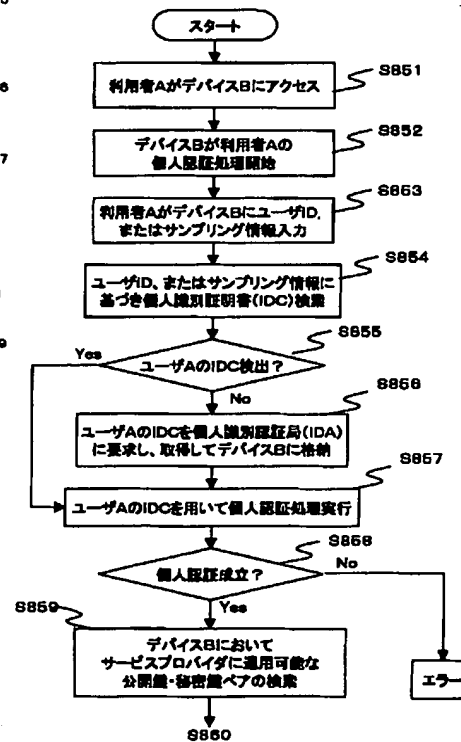 スタート
S851
利用者AがデバイスBにアクセス
S852
デバイスBが利用者Aの
個人認証処理開始
S853
利用者AがデバイスBにユーザID,
またはサンプリング情報入力
S854
ユーザID、またはサンプリング情報に
基づき個人識別証明書(IDC)検索
S855
Yes
ユーザAのIDC検出？
No
S856
ユーザAのIDCを個人識別認証局(IDA)
に要求し、取得してデバイスBに格納
S857
ユーザAのIDCを用いて個人認証処理実行
S858
個人認証成立？
No
Yes
S859
デバイスBにおいて
サービスプロバイダに適用可能な
公開鍵・秘密鍵ペアの検索
エラー
S860